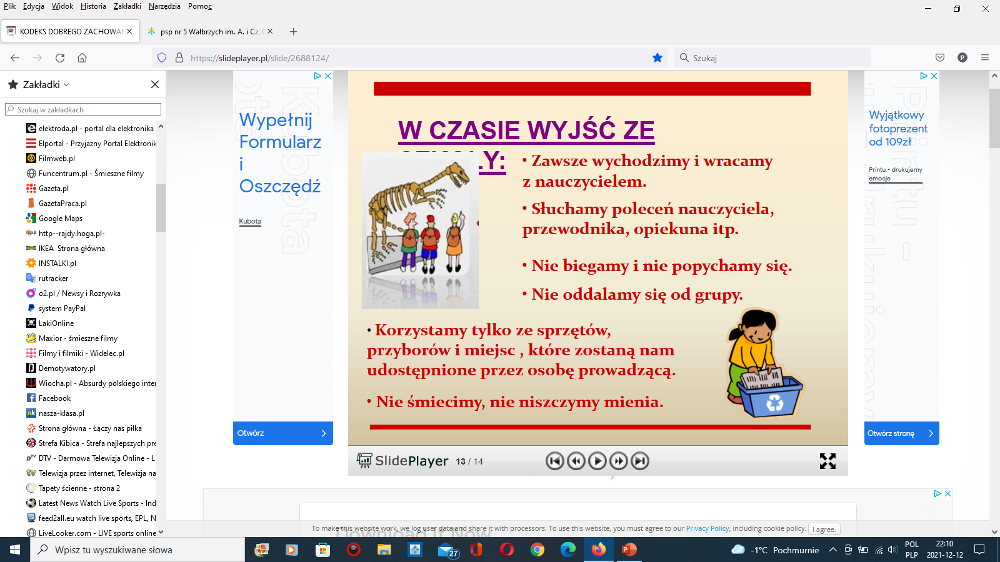 Plik Edycja Widok Historia Zakładki Narzędzia Pomoc
KODEKS DOBREGO ZACHOWAN
psp nr 5 Wałbrzych im. A. i Cz. C
https://slideplayer.pl/slide/2688124/
Szukaj
Zakładki
Szukaj w zakładkach
elektroda.pl - portal dla elektronika
Elportal - Przyjazny Portal Elektronik
Filmweb.pl
Funcentrum.pl - Śmieszne filmy
Gazeta.pl
GazetaPraca.pl
Google Maps
http--rajdy.hoga.pl-
IKEA Strona główna
INSTALKI.pl
rutracker
o2.pl / Newsy i Rozrywka
system PayPal
LakiOnline
Maxior - śmieszne filmy
Filmy i filmiki - Widelec.pl
Demotywatory.pl
Wiocha.pl - Absurdy polskiego inter
Facebook
nasza-klasa.pl
Strona główna - Łączy nas piłka
Strefa Kibica - Strefa najlepszych pre
DTV - Darmowa Telewizja Online - L
Telewizja przez internet, Telewizja na
Tapety ścienne - strona 2
Latest News Watch Live Sports - Ind
feed2all.eu watch live sports, EPL, N
LiveLooker.com - LIVE sports online
Wypełnij
Formularz
i
Oszczędź
Kubota
Otwórz
W CZASIE WYJŚĆ ZE
ŁY:
• Zawsze wychodzimy i wracamy
z nauczycielem.
• Słuchamy poleceń nauczyciela,
przewodnika, opiekuna itp.
• Nie biegamy i nie popychamy się.
• Nie oddalamy się od grupy.
• Korzystamy tylko ze sprzętów,
przyborów i miejsc , które zostaną nam
udostępnione przez osobę prowadzącą.
• Nie śmiecimy, nie niszczymy mienia.
SlidePlayer 13 / 14
Wyjątkowy
fotoprezent
od 109zł
Printu - drukujemy
emocje
Otwórz stronę
Download It Now
To make this website work, we log user data and share it with processors. To use this website, you must agree to our Privacy Policy, including cookie policy. I agree.
Wpisz tu wyszukiwane słowa
27
-1°C Pochmurnie
POL
PLP
22:10
2021-12-12